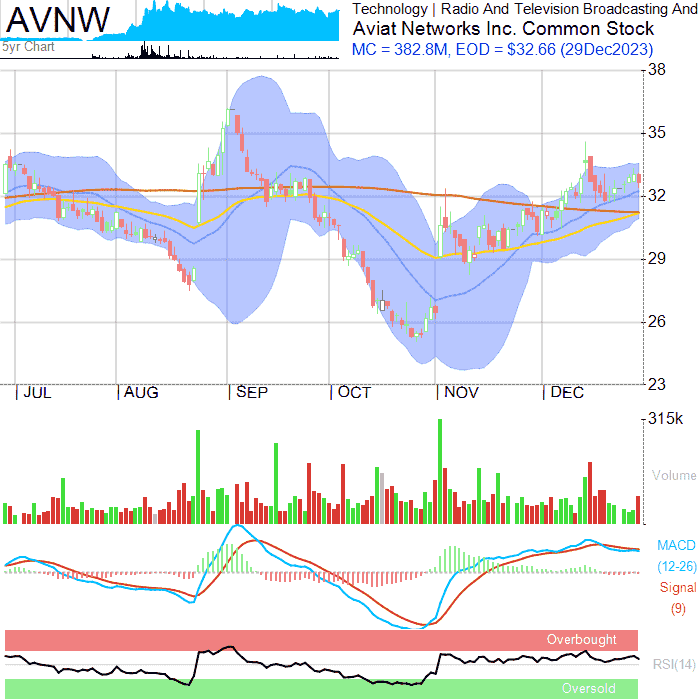 AVNW
5yr Chart
Technology | Radio And Television Broadcasting And
Aviat Networks Inc. Common Stock
MC = 382.8M, EOD = $32.66 (29Dec2023)
38
35
32
29
26
23
JUL AUG SEP OCT NOV DEC
315k
Volume
MACD
(12-26)
Signal
(9)
Overbought
RSI(14)
Oversold